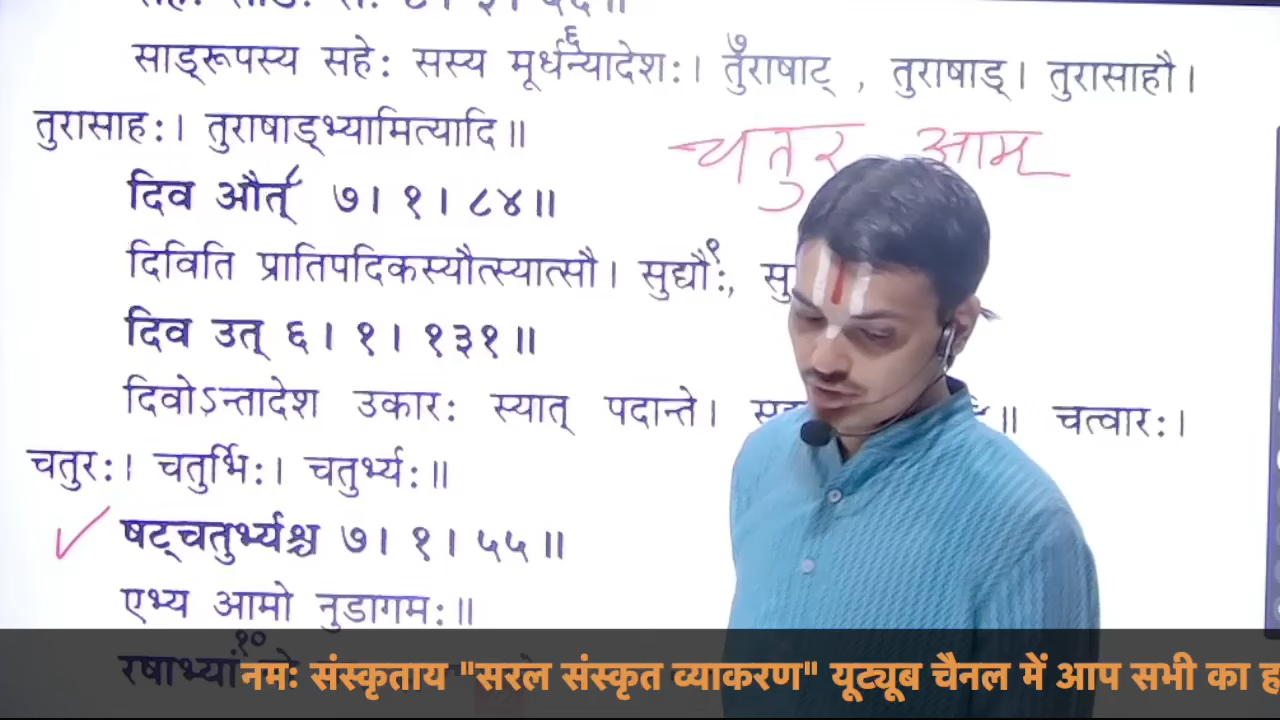 साड्रूपस्य सहेः सस्य मूर्धन्यादेशः। तुराषाट् , तुराषाड्। तुरासाहौ।
तुरासाहः। तुराषाड्भ्यामित्यादि॥
चतुर आम्
दिव औत् ७। १। ८४॥
दिविति प्रातिपदिकस्यौत्स्यात्सौ। सुद्यौः,
दिव उत् ६। १। १३१॥
दिवोऽन्तादेश उकारः स्यात् पदान्ते। चत्वारः।
चतुरः। चतुर्भिः। चतुर्भ्यः॥
षट्चतुर्भ्यश्च ७। १। ५५॥
एभ्य आमो नुडागमः॥
रषाभ्यां
नमः संस्कृताय "सरल संस्कृत व्याकरण" यूट्यूब चैनल में आप सभी का